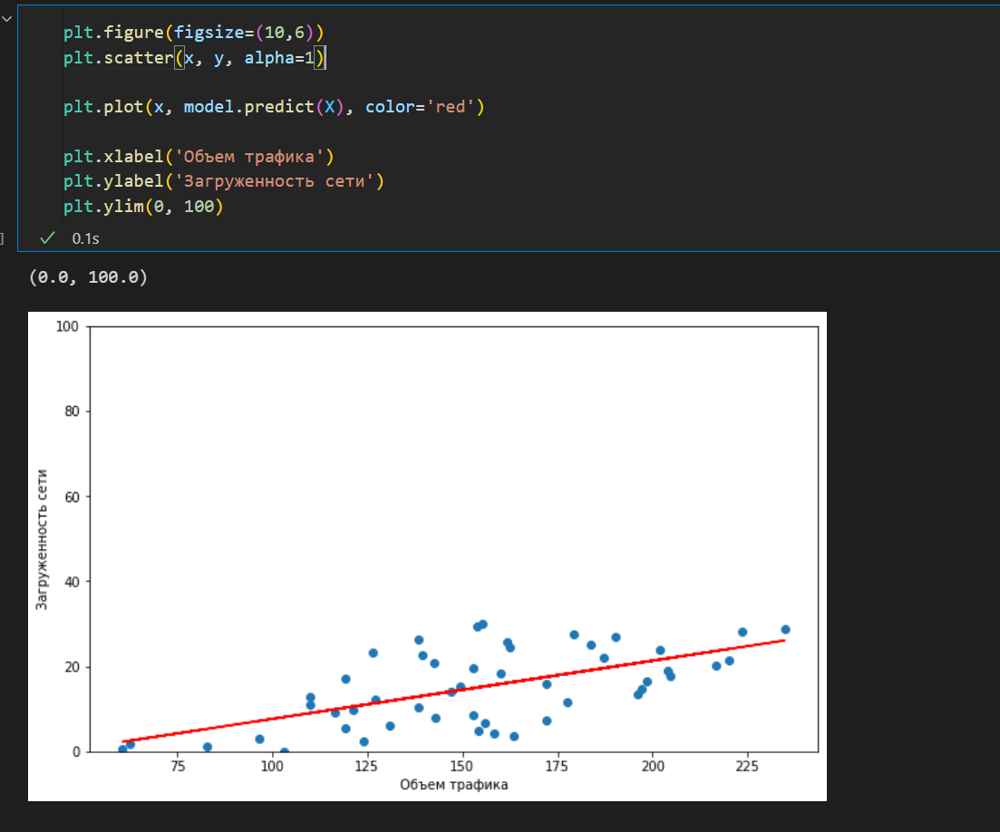 plt.figure(figsize=(10,6))
plt.scatter(x, y, alpha=1)
plt.plot(x, model.predict(X), color='red')
plt.xlabel('Объем трафика')
plt.ylabel('Загруженность сети')
plt.ylim(0, 100)
]
0.1s
(0.0, 100.0)
100
80
60
40
20
0
Загруженность сети
75 100 125 150 175 200 225
Объем трафика